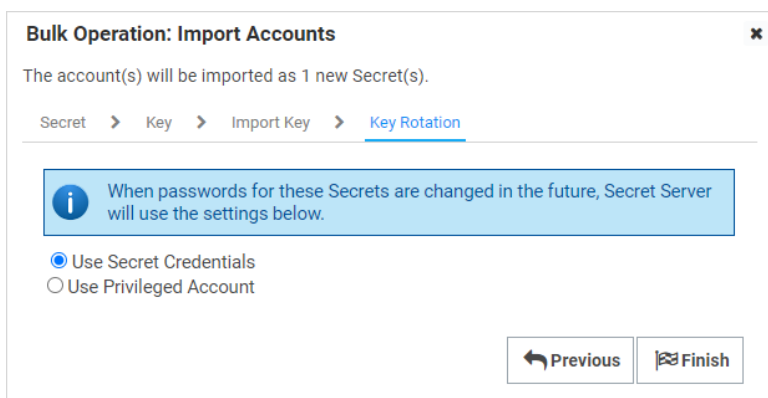 Bulk Operation: Import Accounts
The account(s) will be imported as 1 new Secret(s).
Secret > Key > Import Key > Key Rotation
When passwords for these Secrets are changed in the future, Secret Server
will use the settings below.
Use Secret Credentials
Use Privileged Account
Previous Finish